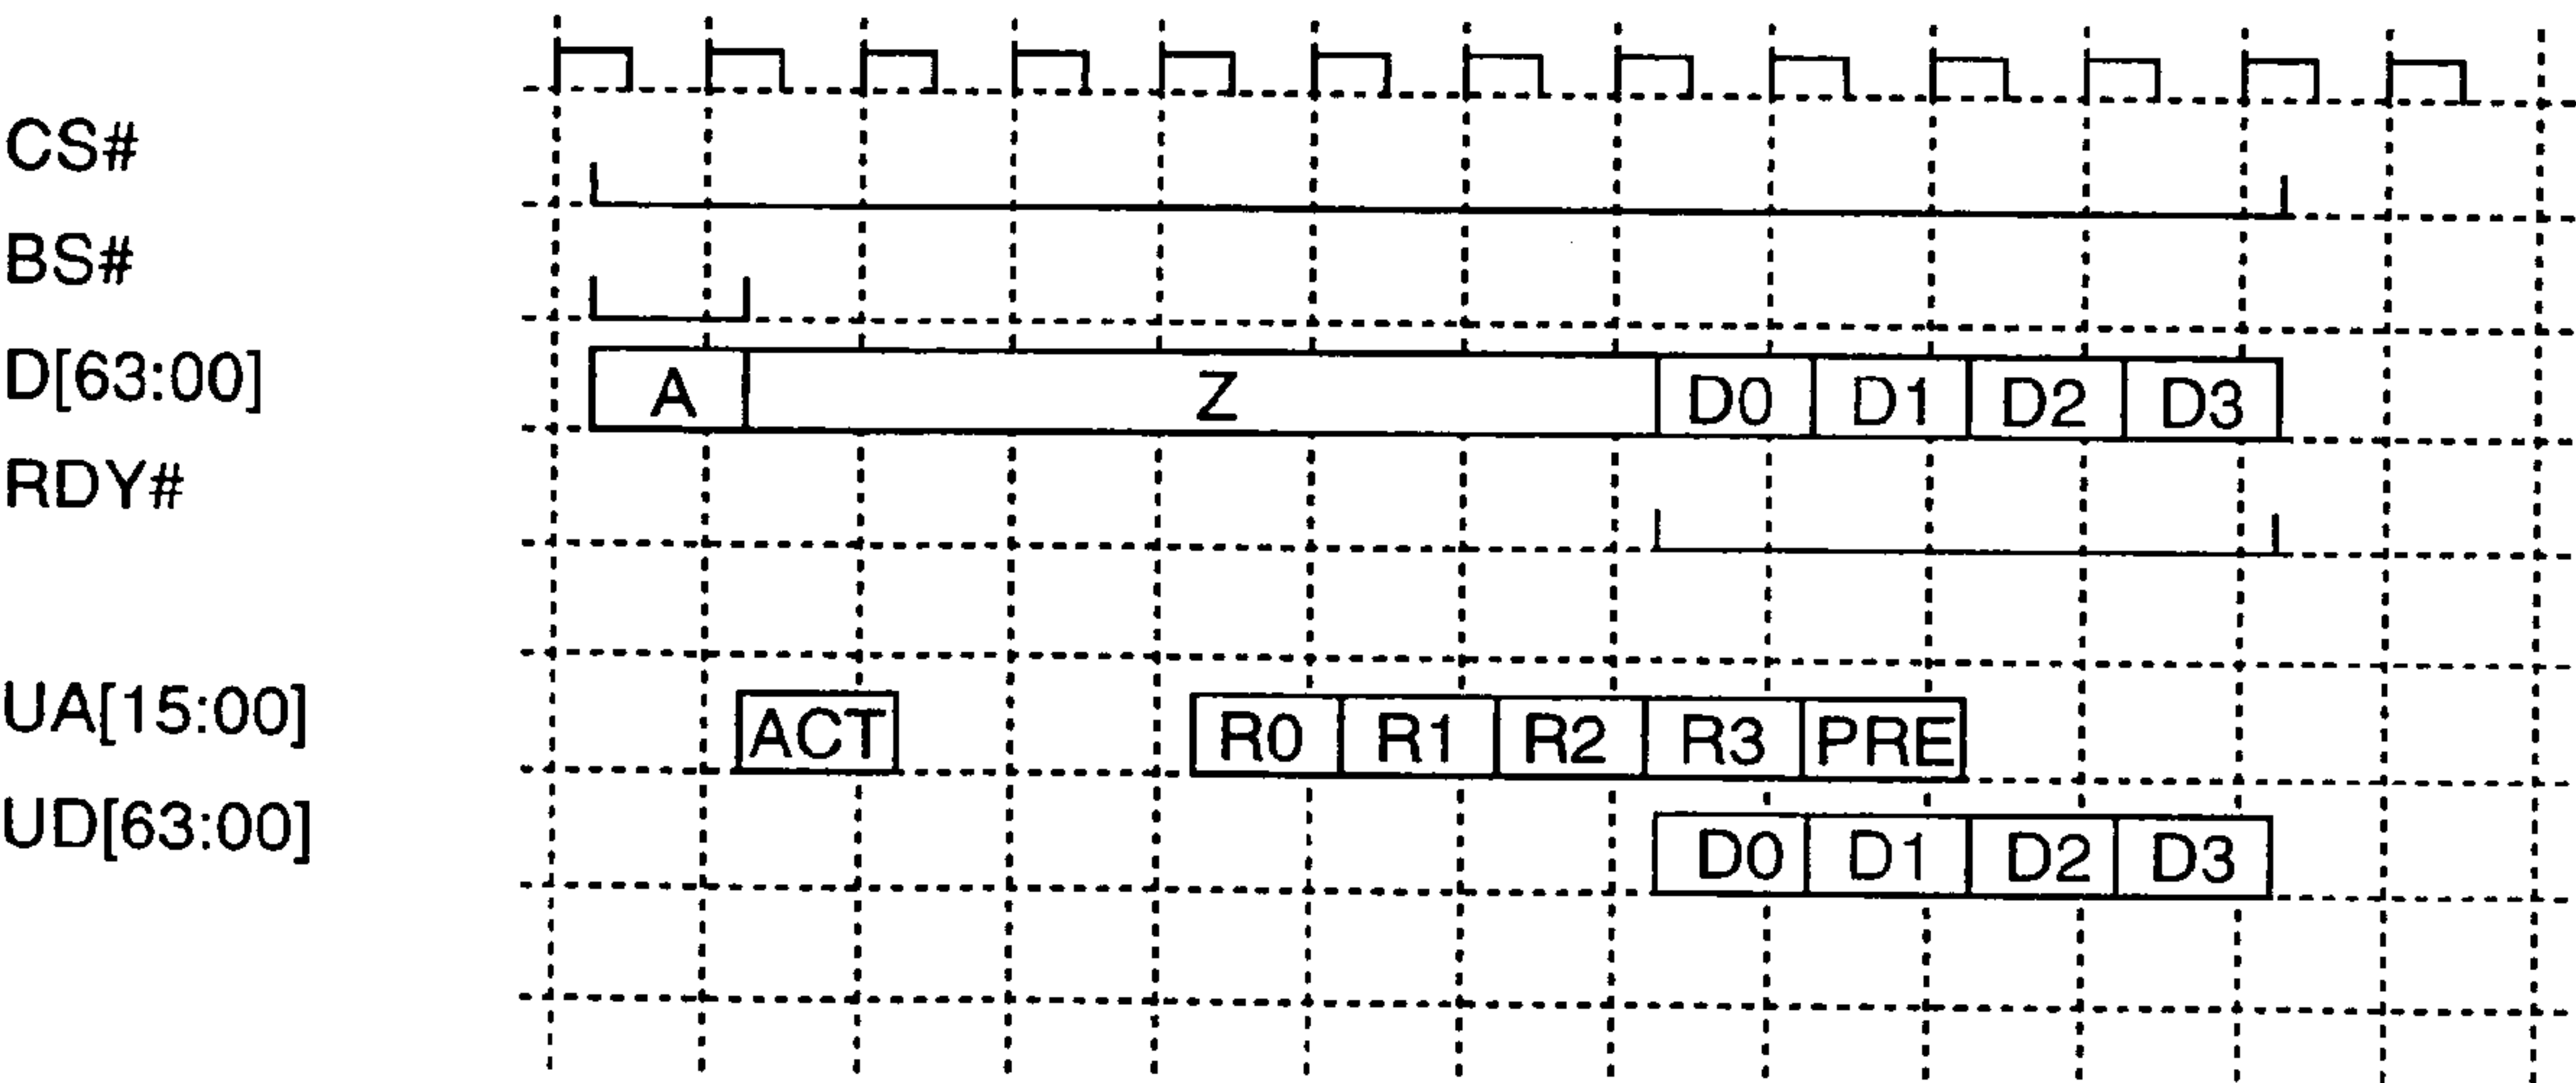 CS#
BS#
D[63:00] A Z D0 D1 D2 D3
RDY#
UA[15:00] ACT R0 R1 R2 R3 PRE
UD[63:00] D0 D1 D2 D3